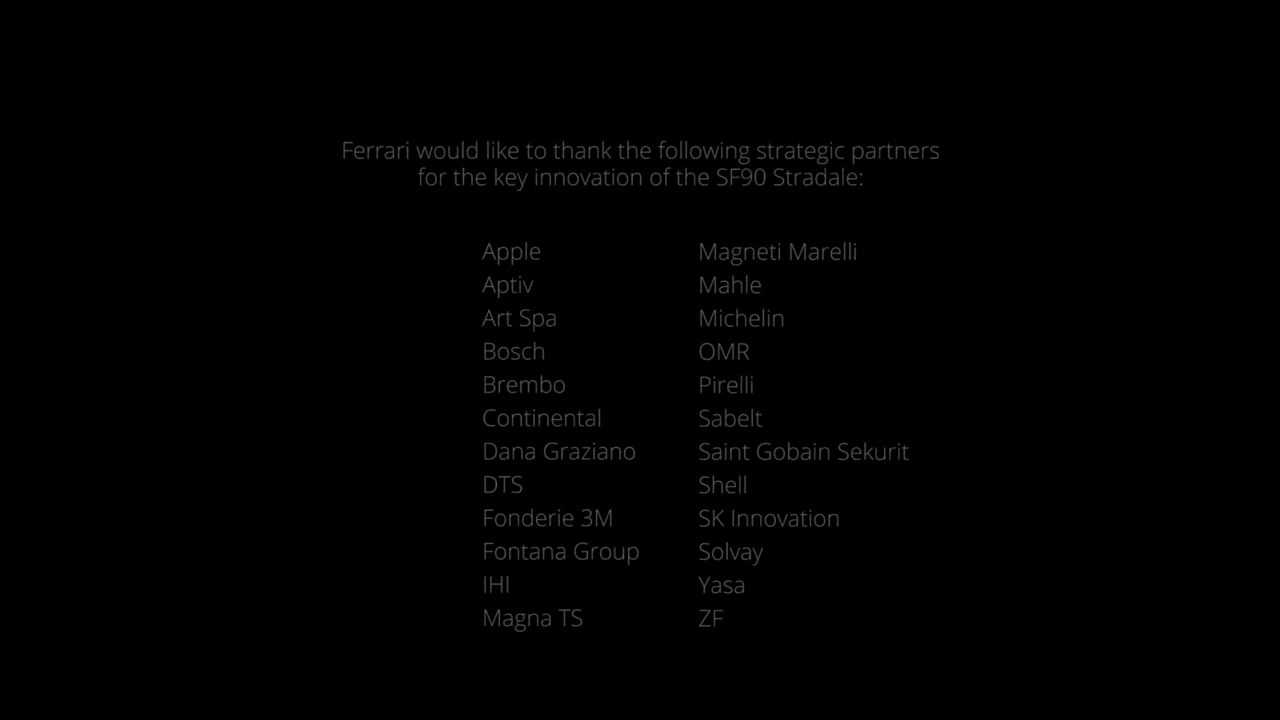 Ferrari would like to thank the following strategic partners
for the key innovation of the SF90 Stradale:
Apple
Aptiv
Art Spa
Bosch
Brembo
Continental
Dana Graziano
DTS
Fonderie 3M
Fontana Group
IHI
Magna TS
Magneti Marelli
Mahle
Michelin
OMR
Pirelli
Sabelt
Saint Gobain Sekurit
Shell
SK Innovation
Solvay
Yasa
ZF